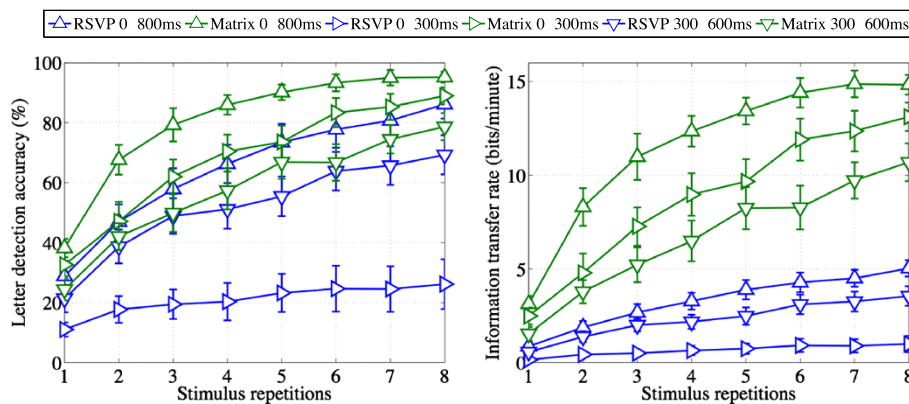 RSVP 0 800ms Matrix 0 800ms RSVP 0 300ms Matrix 0 300ms RSVP 300 600ms Matrix 300 600ms
Letter detection accuracy (%)
100
80
60
40
20
0
1 2 3 4 5 6 7 8
Stimulus repetitions
Information transfer rate (bits/minute)
15
10
5
0
1 2 3 4 5 6 7 8
Stimulus repetitions